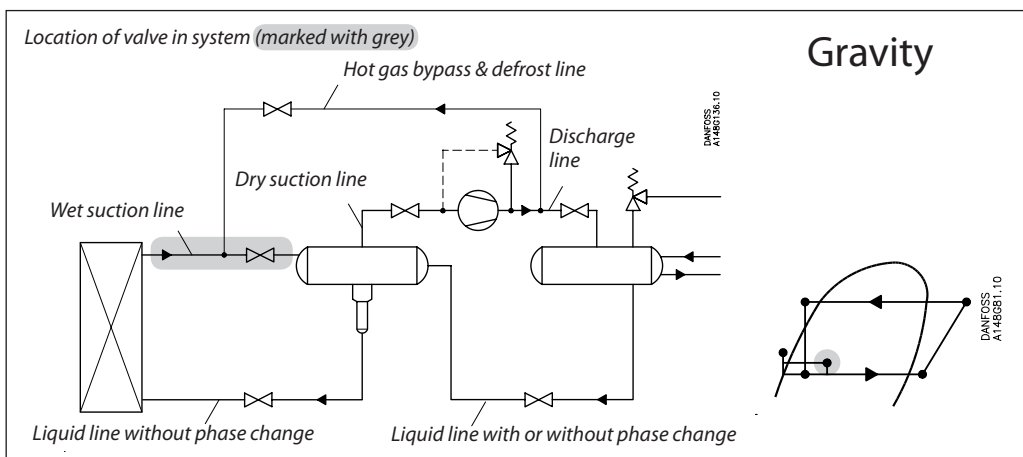 Location of valve in system (marked with grey)
Gravity
Hot gas bypass & defrost line
DANFOSS
A148G136.10
Discharge
line
Dry suction line
Wet suction line
DANFOSS
A148G81.10
Liquid line without phase change
Liquid line with or without phase change